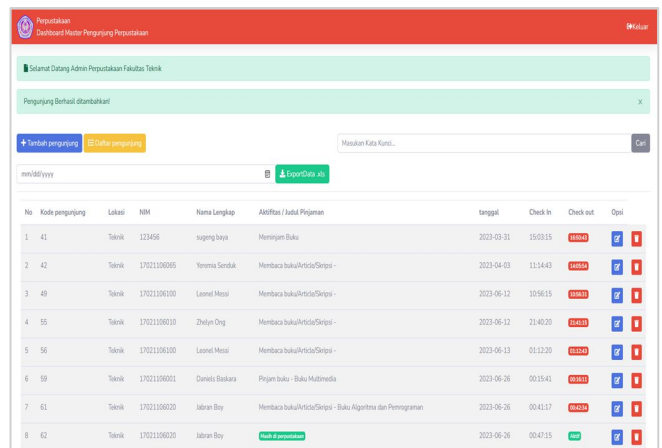 Perpustakaan
Dashboard Master Pengunjung Perpustakaan
Keluar
Selamat Datang Admin Perpustakaan Fakultas Teknik
Pengunjung Berhasil ditambahkan! x
+ Tambah pengunjung Daftar pengunjung Masukan Kata Kunci... Cari
mm/dd/yyyy ExportData .xls
No Kode pengunjung Lokasi NIM Nama Lengkap Aktifitas / Judul Pinjaman tanggal Check In Check out Opsi
1 41 Teknik 123456 sugeng baya Meminjam Buku 2023-03-31 15:03:15 16:50:43
2 42 Teknik 17021106065 Yeremia Senduk Membaca buku/Article/Skripsi - 2023-04-03 11:14:43 14:05:54
3 49 Teknik 17021106100 Leonel Messi Membaca buku/Article/Skripsi - 2023-06-12 10:56:15 10:56:31
4 55 Teknik 17021106010 Zhelyn Ong Membaca buku/Article/Skripsi - 2023-06-12 21:40:20 21:41:15
5 56 Teknik 17021106100 Leonel Messi Membaca buku/Article/Skripsi - 2023-06-13 01:12:20 01:12:43
6 59 Teknik 17021106001 Daniels Baskara Pinjam buku - Buku Multimedia 2023-06-26 00:15:41 00:16:11
7 61 Teknik 17021106020 Jabran Boy Membaca buku/Article/Skripsi - Buku Algoritma dan Pemrograman 2023-06-26 00:41:17 00:42:34
8 62 Teknik 17021106020 Jabran Boy Masih di perpustakaan 2023-06-26 00:47:15 Aktif